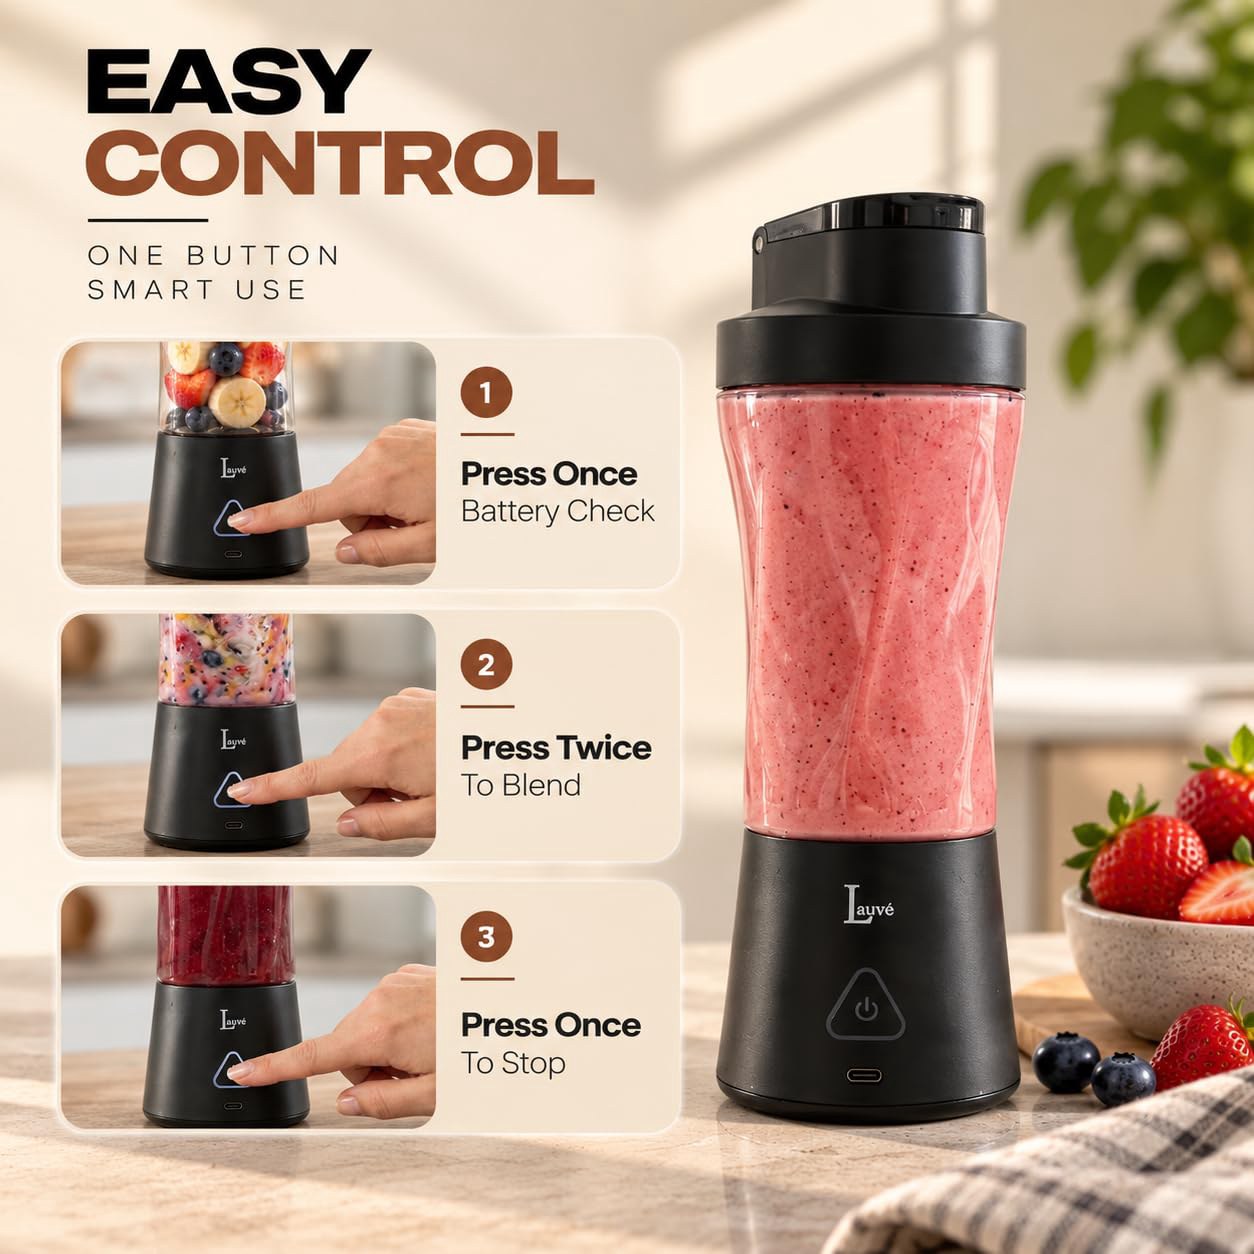 EASY
CONTROL
ONE BUTTON
SMART USE
Lauvé
1
Press Once
Battery Check
Lauvé
2
Press Twice
To Blend
Lauvé
3
Press Once
To Stop
Lauvé